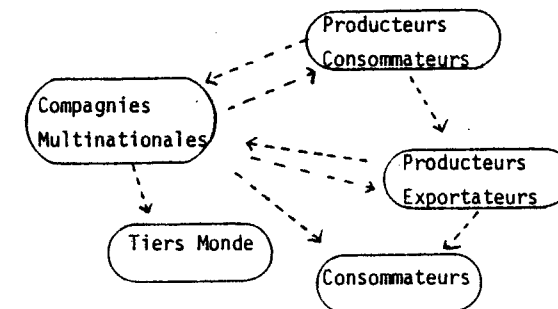 Producteurs
Consommateurs
Compagnies
Multinationales
Producteurs
Exportateurs
Tiers Monde
Consommateurs